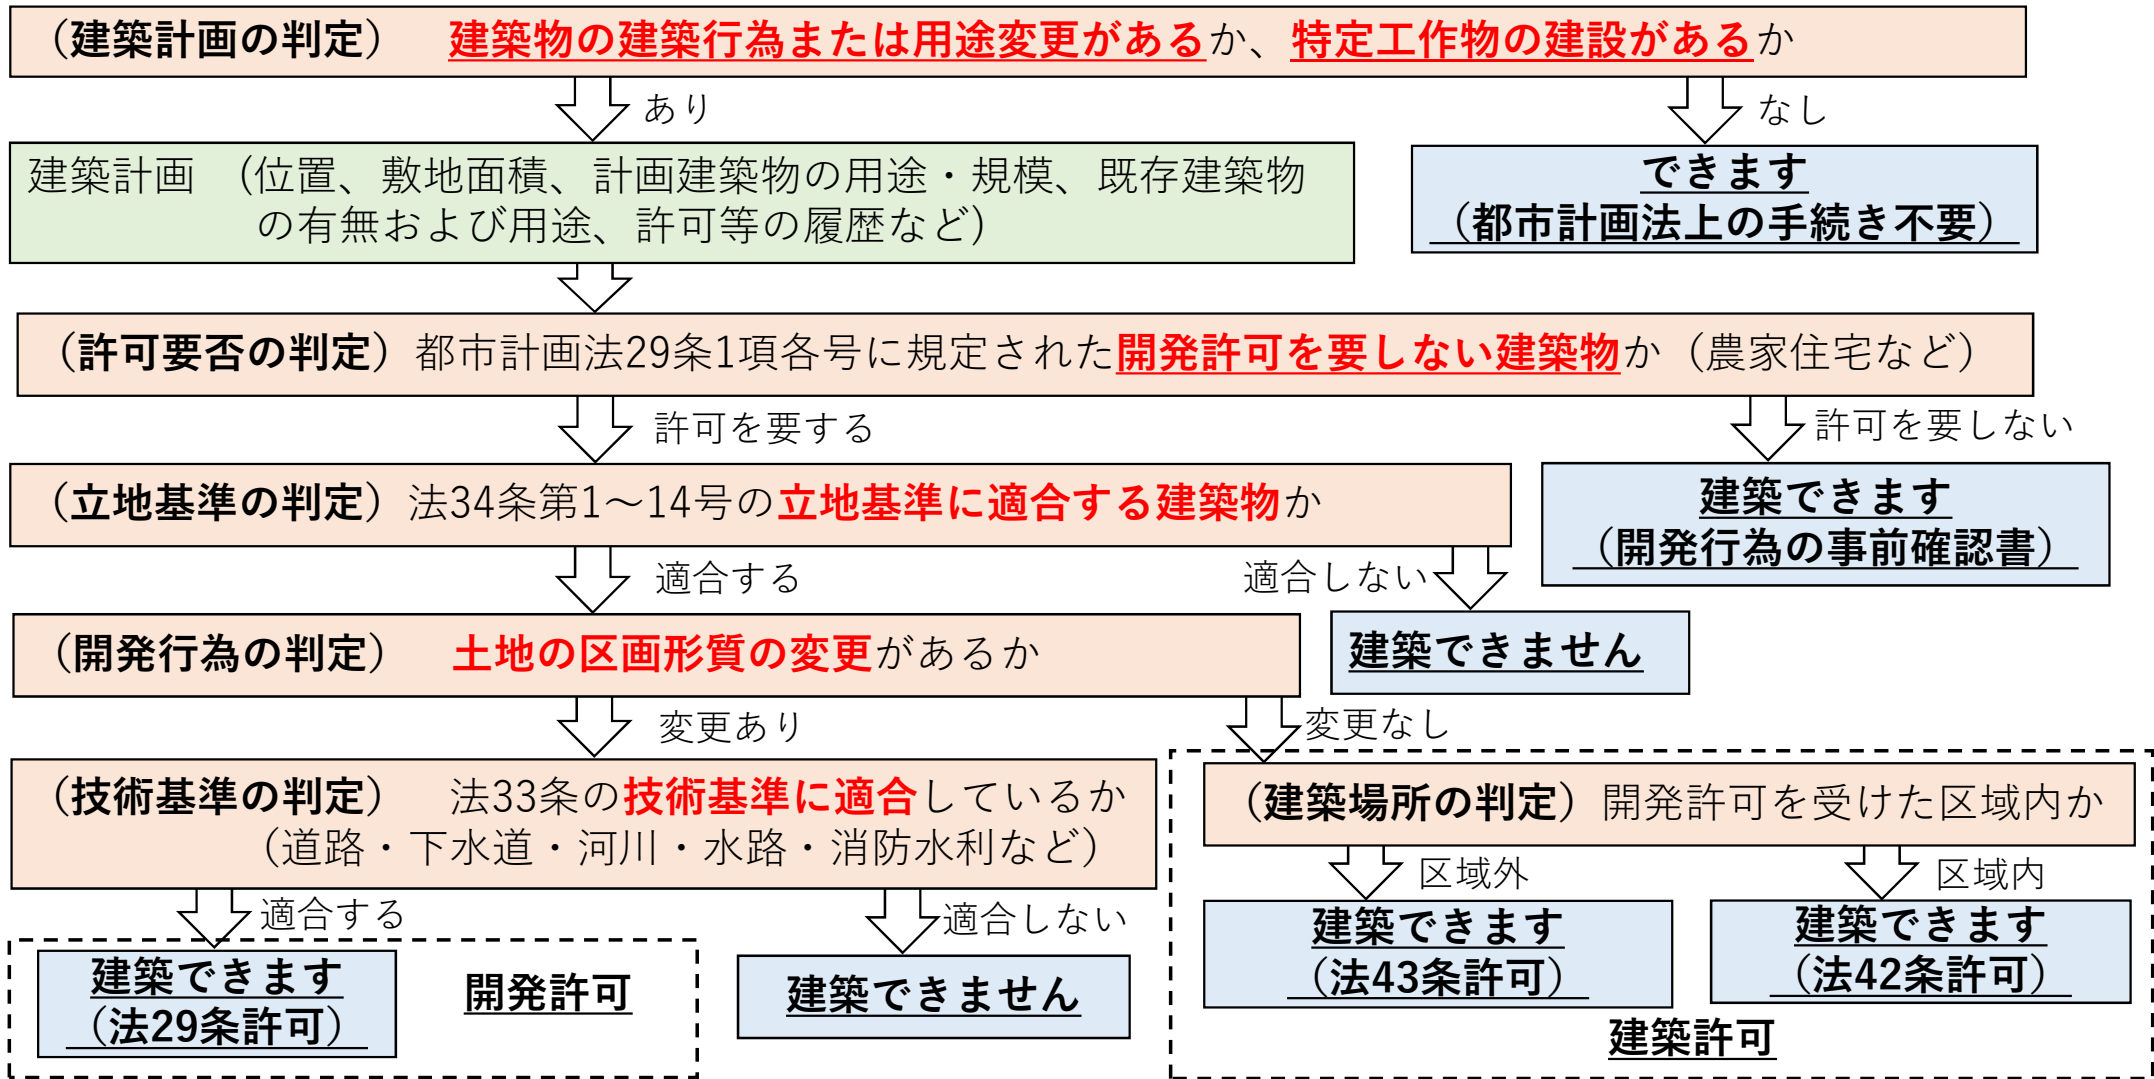 （建築計画の判定）　建築物の建築行為または用途変更があるか、特定工作物の建設があるか
あり
なし
建築計画　（位置、敷地面積、計画建築物の用途・規模、既存建築物
の有無および用途、許可等の履歴など）
できます
（都市計画法上の手続き不要）
（許可要否の判定）都市計画法29条1項各号に規定された開発許可を要しない建築物か（農家住宅など）
許可を要する
許可を要しない
（立地基準の判定）法34条第1～14号の立地基準に適合する建築物か
建築できます
（開発行為の事前確認書）
適合する
適合しない
（開発行為の判定）　土地の区画形質の変更があるか
建築できません
変更あり
変更なし
（技術基準の判定）　法33条の技術基準に適合しているか
（道路・下水道・河川・水路・消防水利など）
（建築場所の判定）開発許可を受けた区域内か
区域外
区域内
適合する
適合しない
建築できます
（法29条許可）
開発許可
建築できません
建築できます
（法43条許可）
建築できます
（法42条許可）
建築許可